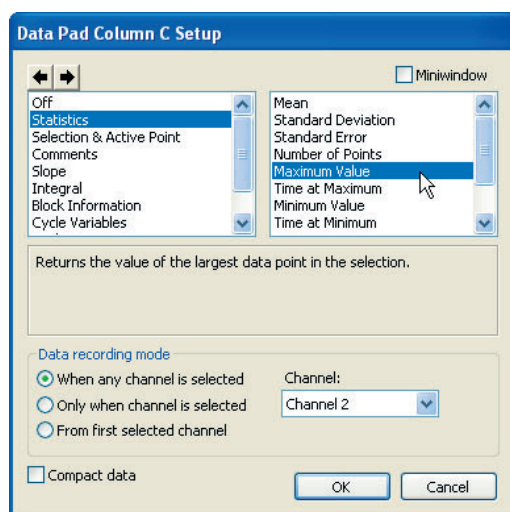 Data Pad Column C Setup
Miniwindow
Off
Statistics
Selection & Active Point
Comments
Slope
Integral
Block Information
Cycle Variables
Mean
Standard Deviation
Standard Error
Number of Points
Maximum Value
Time at Maximum
Minimum Value
Time at Minimum
Returns the value of the largest data point in the selection.
Data recording mode
When any channel is selected
Only when channel is selected
From first selected channel
Channel:
Channel 2
Compact data
OK
Cancel